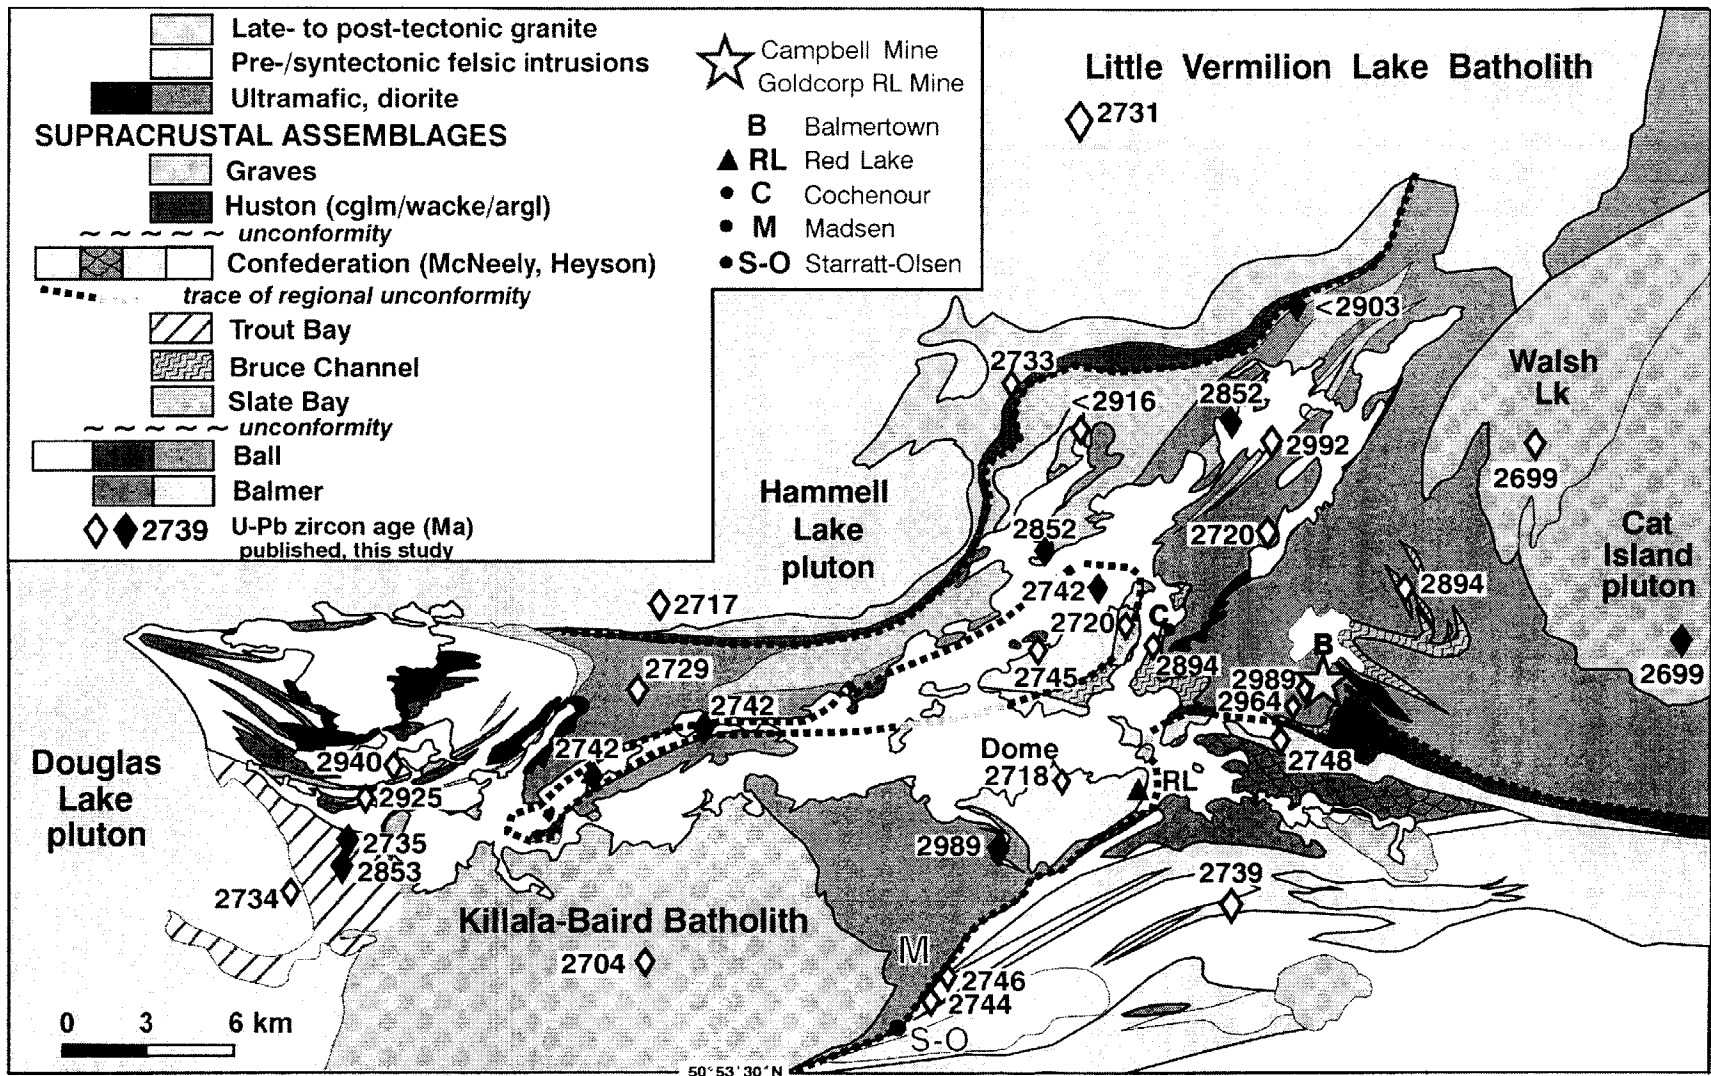 Late- to post-tectonic granite
Pre-/syntectonic felsic intrusions
Ultramafic, diorite
SUPRACRUSTAL ASSEMBLAGES
Graves
Huston (cglm/wacke/argl)
unconformity
Confederation (McNeely, Heyson)
trace of regional unconformity
Trout Bay
Bruce Channel
Slate Bay
unconformity
Ball
Balmer
2739 U-Pb zircon age (Ma)
published, this study
Campbell Mine
Goldcorp RL Mine
B Balmertown
RL Red Lake
C Cochenour
M Madsen
S-O Starratt-Olsen
Little Vermilion Lake Batholith
2731
<2903
2733
<2916
2852
2992
Walsh
Lk
2699
Hammell
Lake
pluton
2852
2720
Cat
Island
pluton
2742
2894
2717
2720
C
B
2729
2745
2894
2989
2699
2964
2742
2742
Dome
2718
2748
RL
Douglas
Lake
pluton
2940
2925
2735
2853
2989
2734
2739
Killala-Baird Batholith
2704
M
2746
2744
S-O
0 3 6 km
50°53'30"N